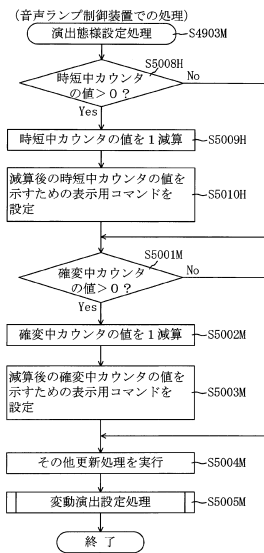 (音声ランプ制御装置での処理)
演出態様設定処理 S4903M
S5008H
時短中カウンタ
の値>0? No
Yes
時短中カウンタの値を1減算 S5009H
減算後の時短中カウンタの値を
示すための表示用コマンドを
設定 S5010H
S5001M
確変中カウンタ
の値>0? No
Yes
確変中カウンタの値を1減算 S5002M
減算後の確変中カウンタの値を
示すための表示用コマンドを
設定 S5003M
その他更新処理を実行 S5004M
変動演出設定処理 S5005M
終了